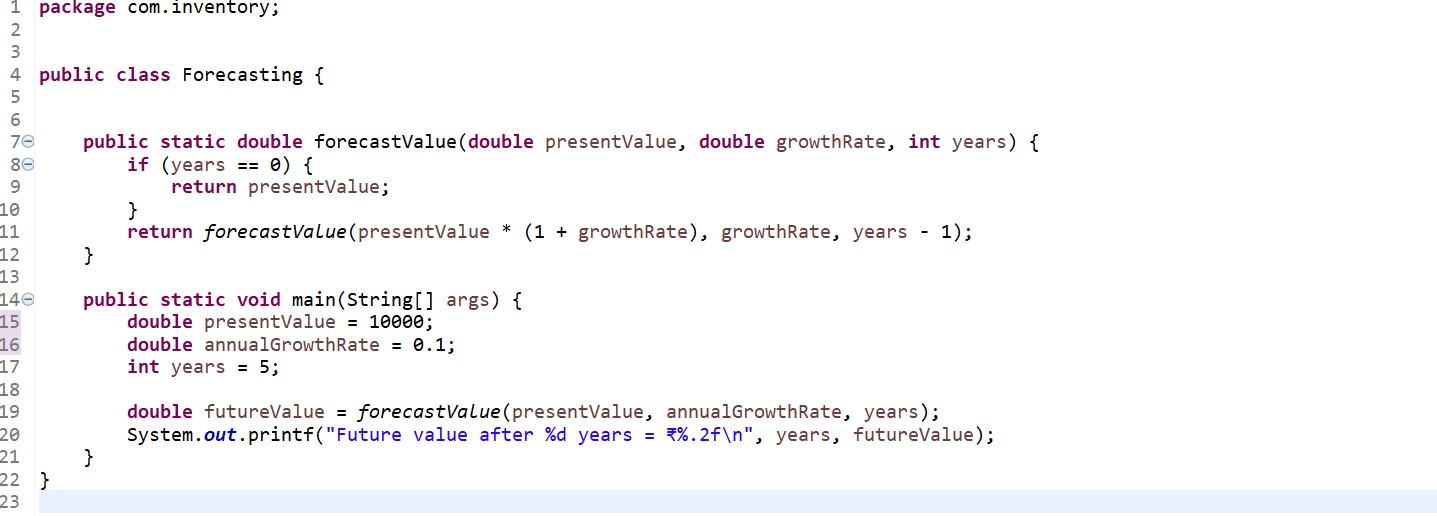 1 package com.inventory;
2
3
4 public class Forecasting {
5
6
7 public static double forecastValue(double presentValue, double growthRate, int years) {
8 if (years == 0) {
9 return presentValue;
10 }
11 return forecastValue(presentValue * (1 + growthRate), growthRate, years - 1);
12 }
13
14 public static void main(String[] args) {
15 double presentValue = 10000;
16 double annualGrowthRate = 0.1;
17 int years = 5;
18
19 double futureValue = forecastValue(presentValue, annualGrowthRate, years);
20 System.out.printf("Future value after %d years = ₹%.2f\n", years, futureValue);
21 }
22 }
23